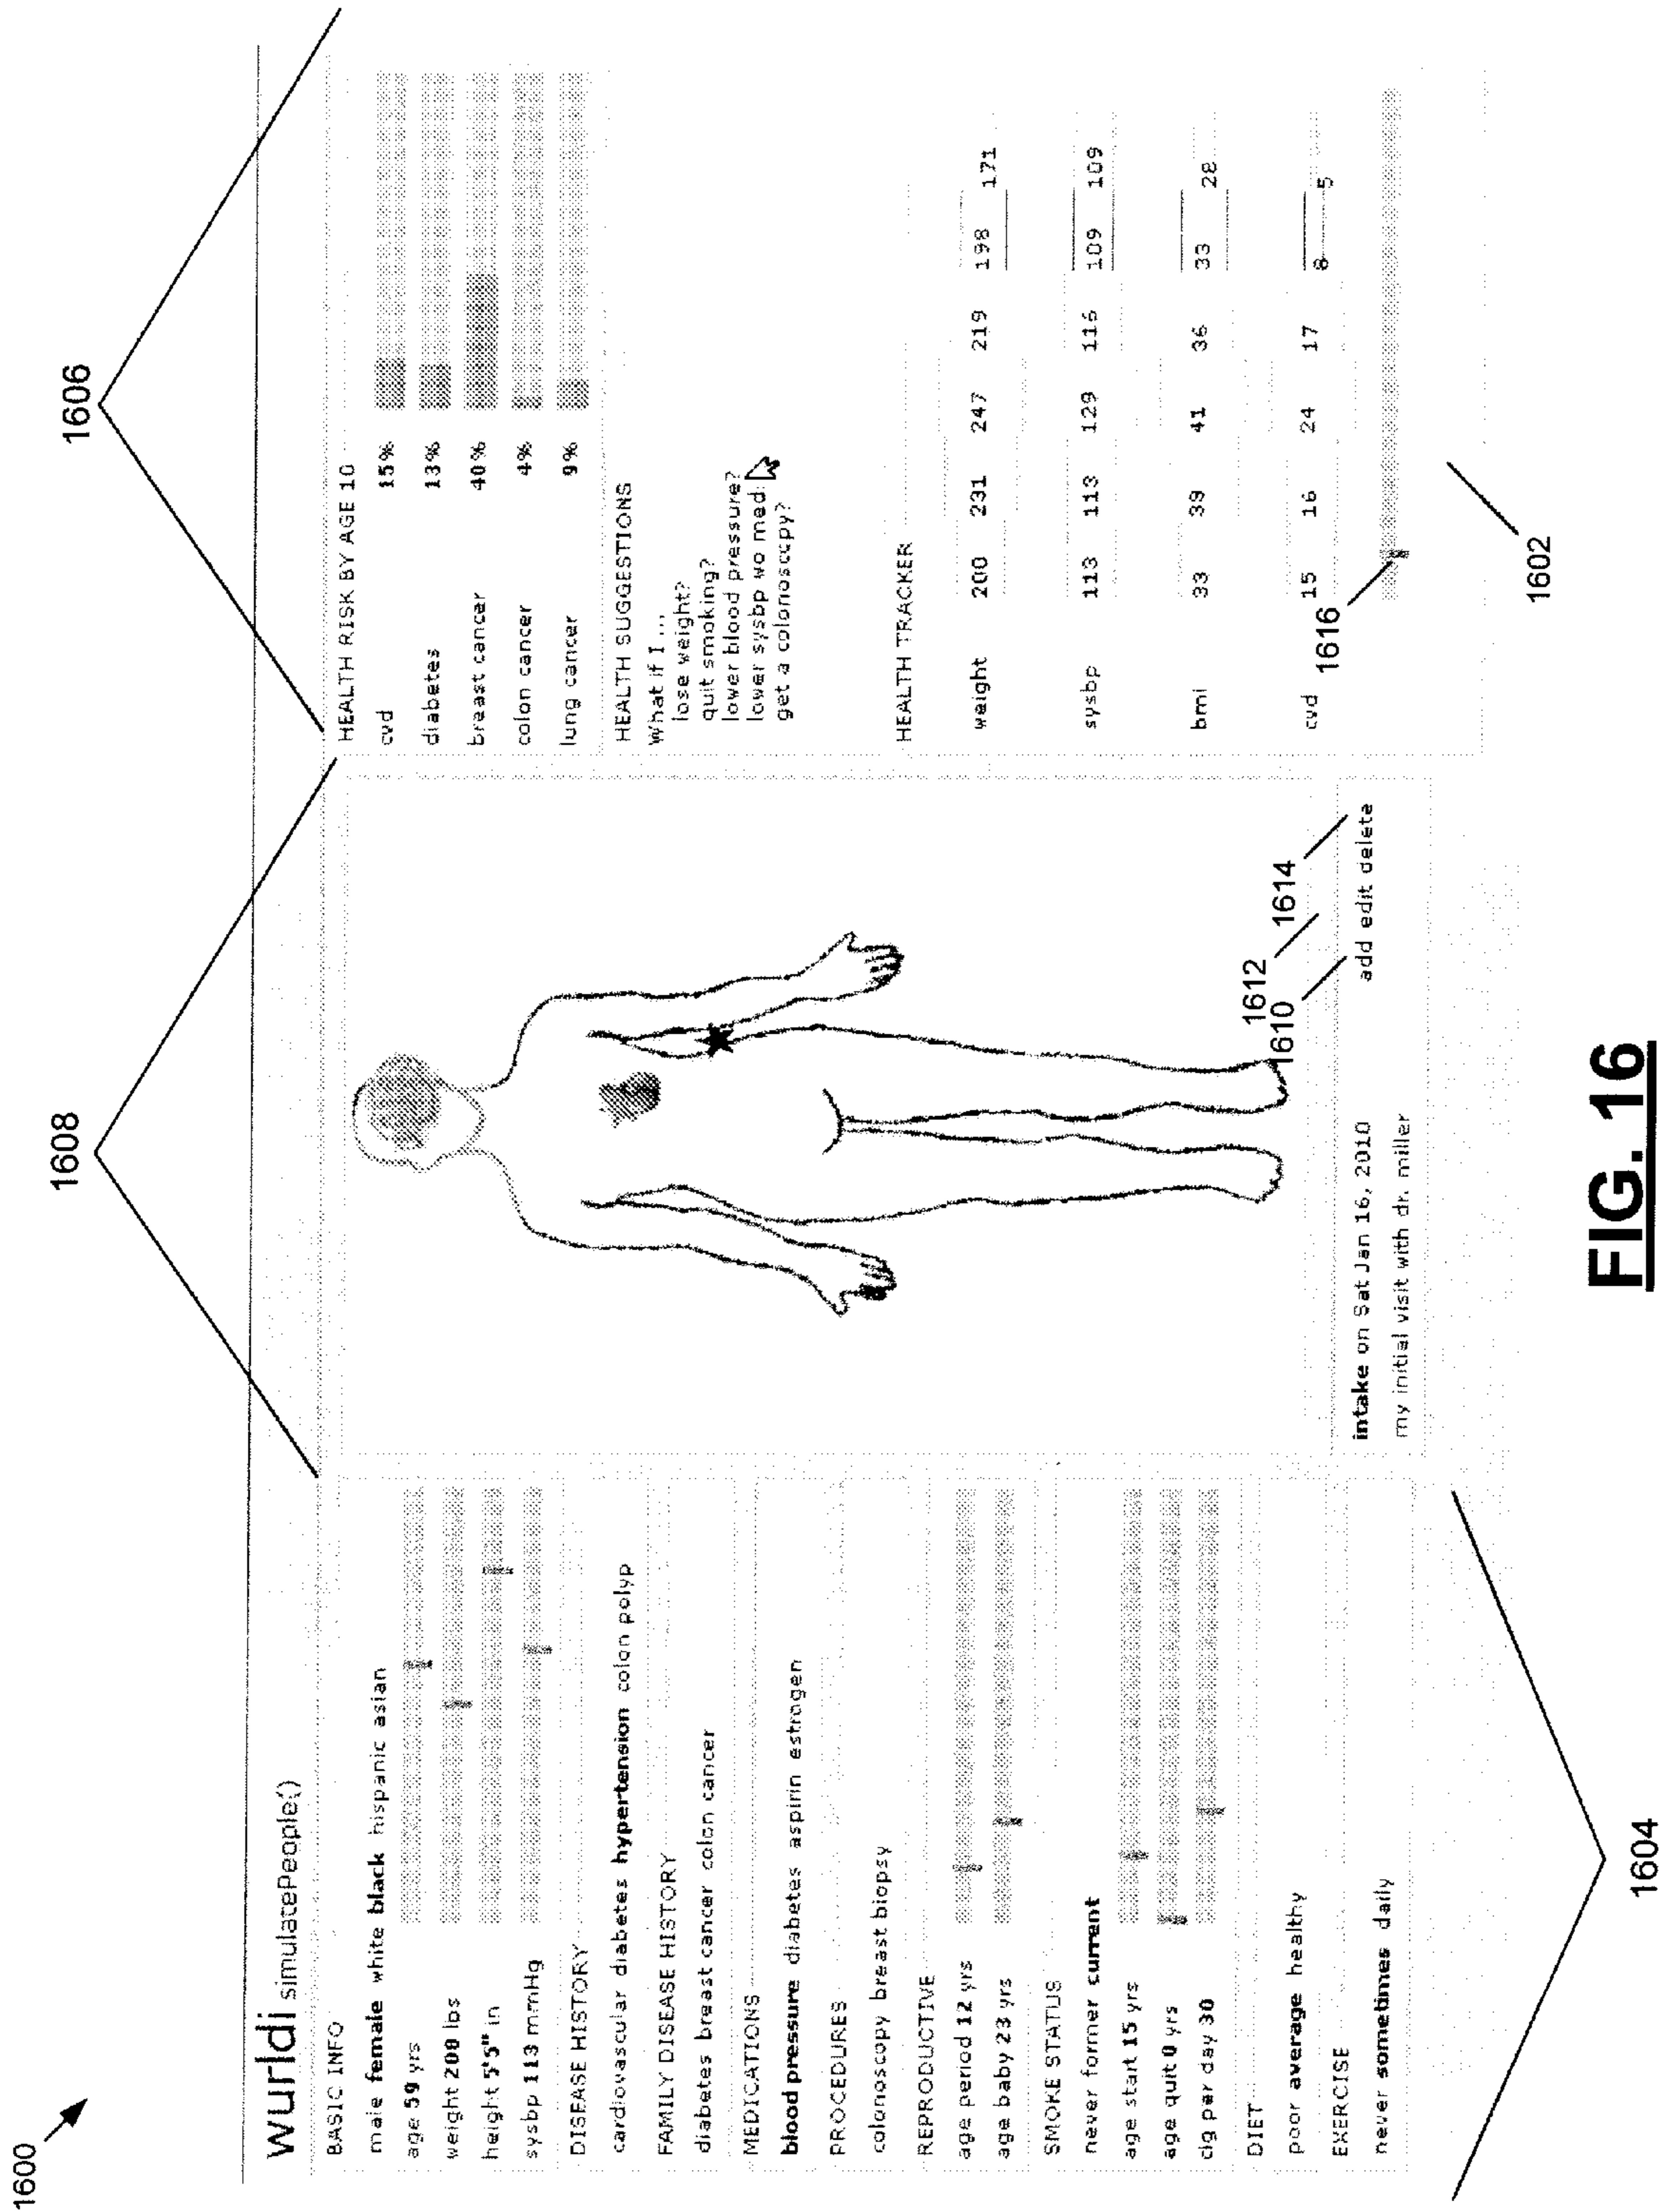 1600
1608
1606
wurldi simulatePeople()
BASIC INFO
male female white black hispanic asian
age 59 yrs
weight 200 lbs
height 5'5" in
sysbp 113 mmHg
DISEASE HISTORY
cardiovascular diabetes hypertension colon polyp
FAMILY DISEASE HISTORY
diabetes breast cancer colon cancer
MEDICATIONS
blood pressure diabetes aspirin estrogen
PROCEDURES
colonoscopy breast biopsy
REPRODUCTIVE
age period 12 yrs
age baby 23 yrs
SMOKE STATUS
never former current
age start 15 yrs
age quit 0 yrs
cig per day 30
DIET
poor average healthy
EXERCISE
never sometimes daily
1604
1610
1612
1614
intake on Sat Jan 16, 2010 add edit delete
my initial visit with dr. miller
HEALTH RISK BY AGE 10
cvd 15%
diabetes 13%
breast cancer 40%
colon cancer 4%
lung cancer 9%
HEALTH SUGGESTIONS
What if I ...
lose weight?
quit smoking?
lower blood pressure?
lower sysbp wo med
get a colonoscopy?
HEALTH TRACKER
weight 200 231 247 219 198 171
sysbp 113 113 129 116 109 109
bmi 33 39 41 36 33 28
cvd 15 16 24 17 8 5
1616
1602
FIG. 16